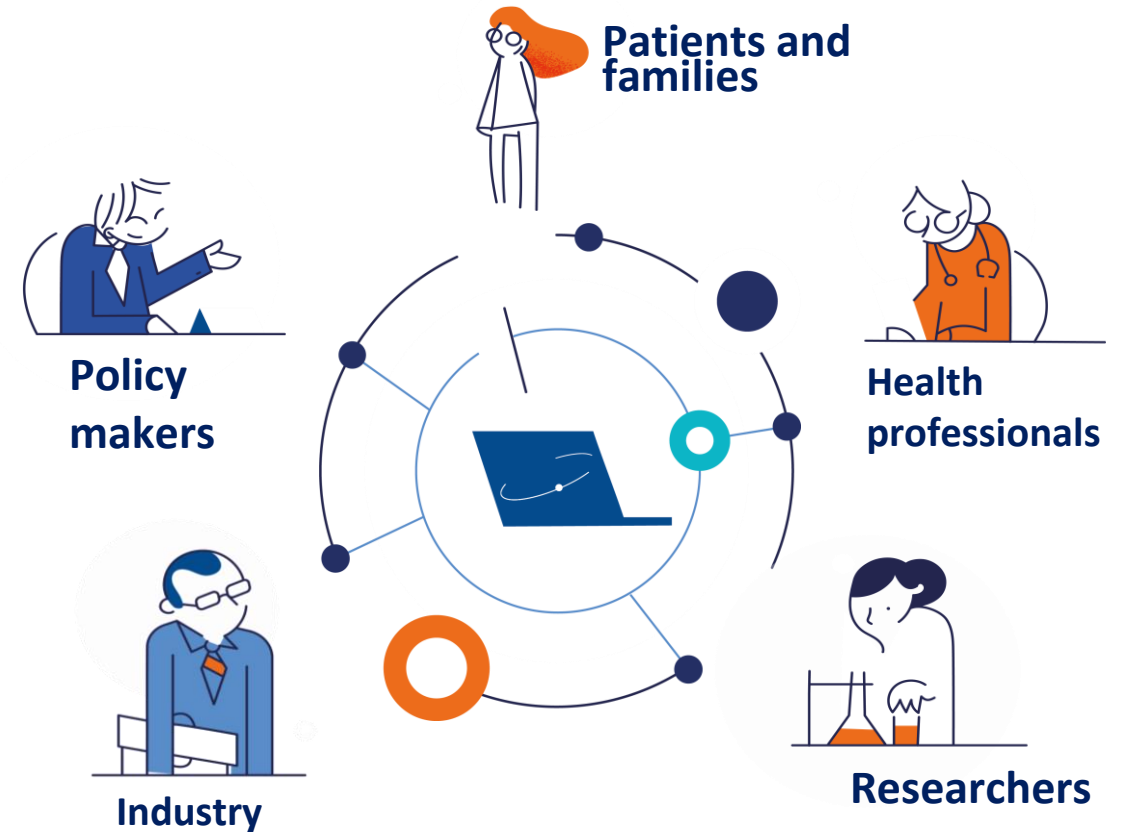 Patients and
families
Policy
makers
Health
professionals
Industry
Researchers